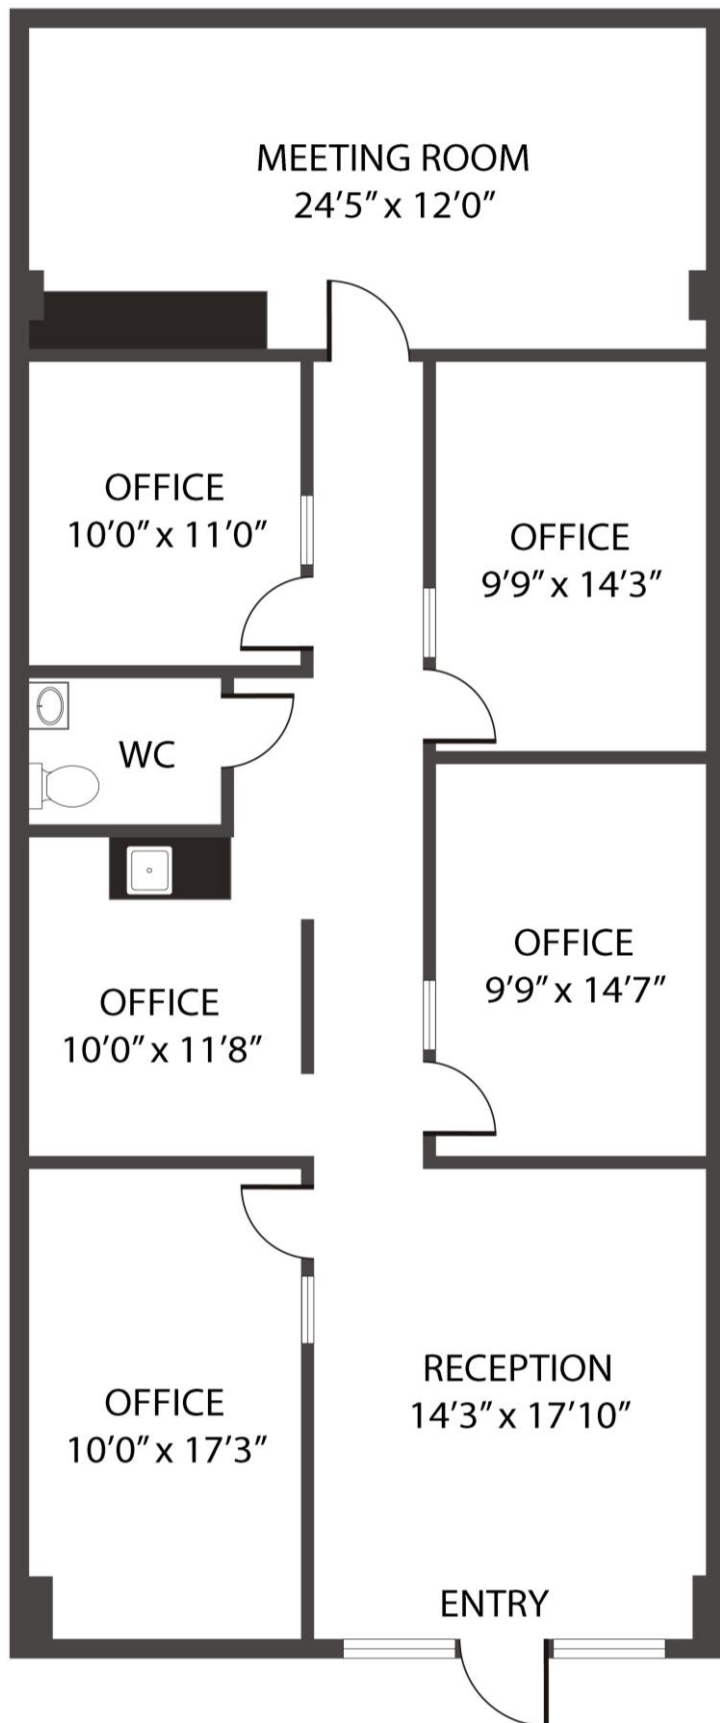 MEETING ROOM
24′5″ x 12′0″
OFFICE
10′0″ x 11′0″
OFFICE
9′9″ x 14′3″
WC
OFFICE
9′9″ x 14′7″
OFFICE
10′0″ x 11′8″
RECEPTION
14′3″ x 17′10″
OFFICE
10′0″ x 17′3″
ENTRY